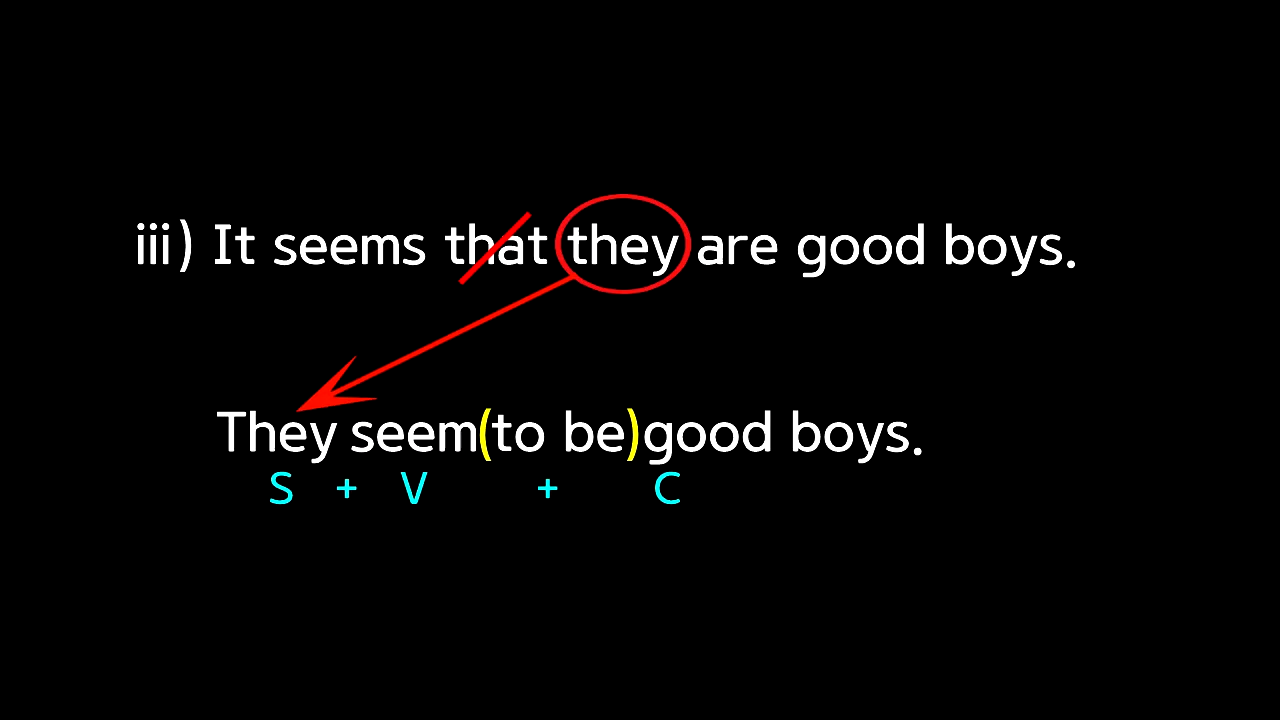 iii) It seems that they are good boys.
They seem(to be)good boys.
S + V + C